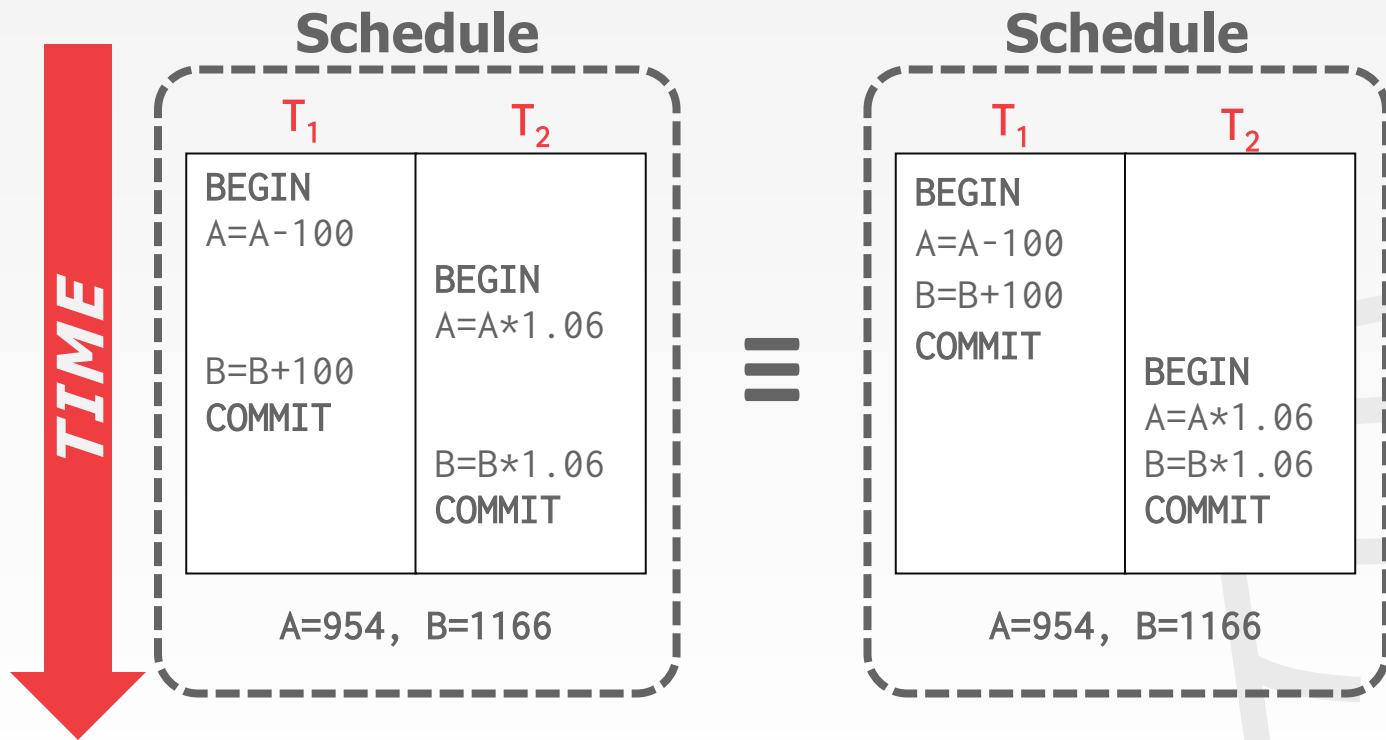 Schedule
T₁ T₂
BEGIN
A=A-100
BEGIN
A=A*1.06
B=B+100
COMMIT
B=B*1.06
COMMIT
A=954, B=1166
TIME
≡
Schedule
T₁ T₂
BEGIN
A=A-100
B=B+100
COMMIT
BEGIN
A=A*1.06
B=B*1.06
COMMIT
A=954, B=1166